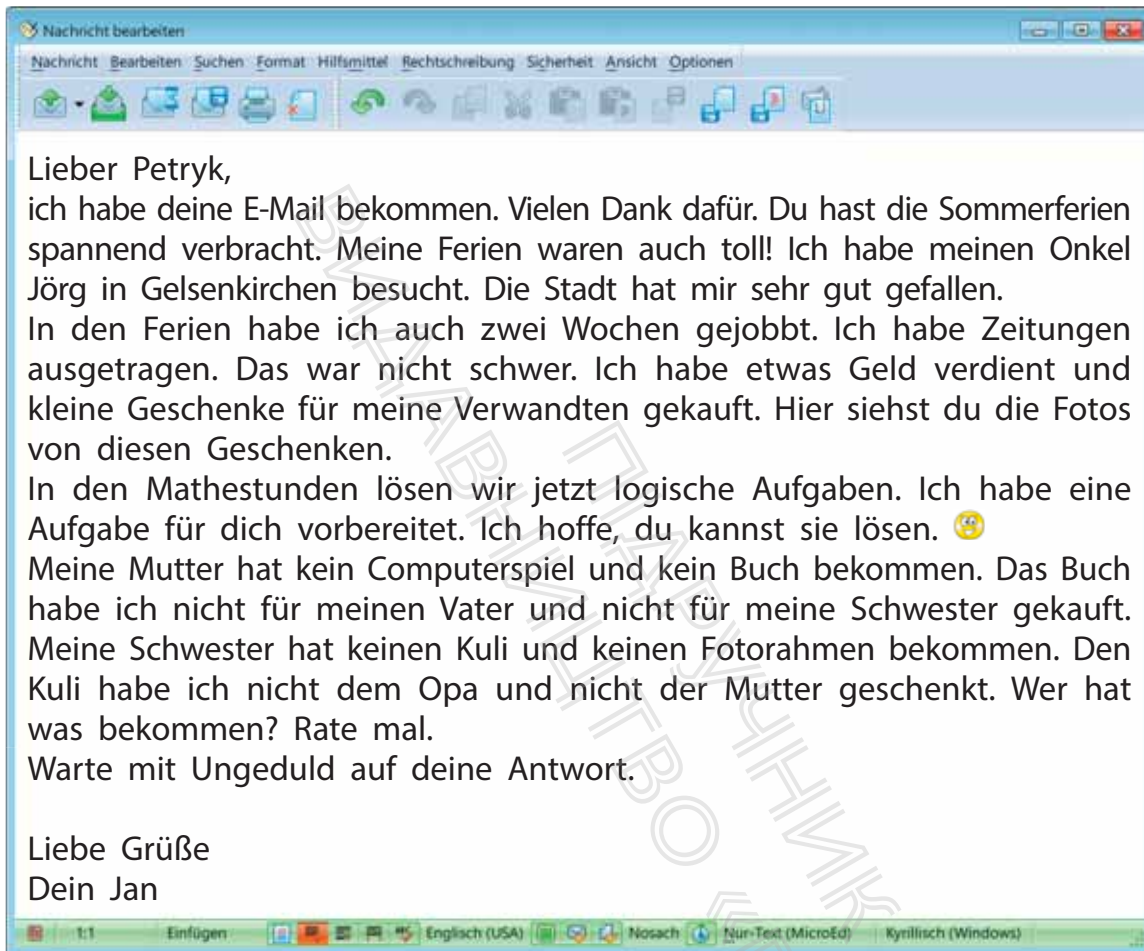 Nachricht bearbeiten
Nachricht Bearbeiten Suchen Format Hilfsmittel Rechtschreibung Sicherheit Ansicht Optionen
Lieber Petryk,
ich habe deine E-Mail bekommen. Vielen Dank dafür. Du hast die Sommerferien
spannend verbracht. Meine Ferien waren auch toll! Ich habe meinen Onkel
Jörg in Gelsenkirchen besucht. Die Stadt hat mir sehr gut gefallen.
In den Ferien habe ich auch zwei Wochen gejobbt. Ich habe Zeitungen
ausgetragen. Das war nicht schwer. Ich habe etwas Geld verdient und
kleine Geschenke für meine Verwandten gekauft. Hier siehst du die Fotos
von diesen Geschenken.
In den Mathestunden lösen wir jetzt logische Aufgaben. Ich habe eine
Aufgabe für dich vorbereitet. Ich hoffe, du kannst sie lösen.
Meine Mutter hat kein Computerspiel und kein Buch bekommen. Das Buch
habe ich nicht für meinen Vater und nicht für meine Schwester gekauft.
Meine Schwester hat keinen Kuli und keinen Fotorahmen bekommen. Den
Kuli habe ich nicht dem Opa und nicht der Mutter geschenkt. Wer hat
was bekommen? Rate mal.
Warte mit Ungeduld auf deine Antwort.
Liebe Grüße
Dein Jan
1:1 Einfügen Englisch (USA) Nosach Nur-Text (MicroEd) Kyrillisch (Windows)
ПІДРУЧНИК
ВИДАВНИЦТВО «